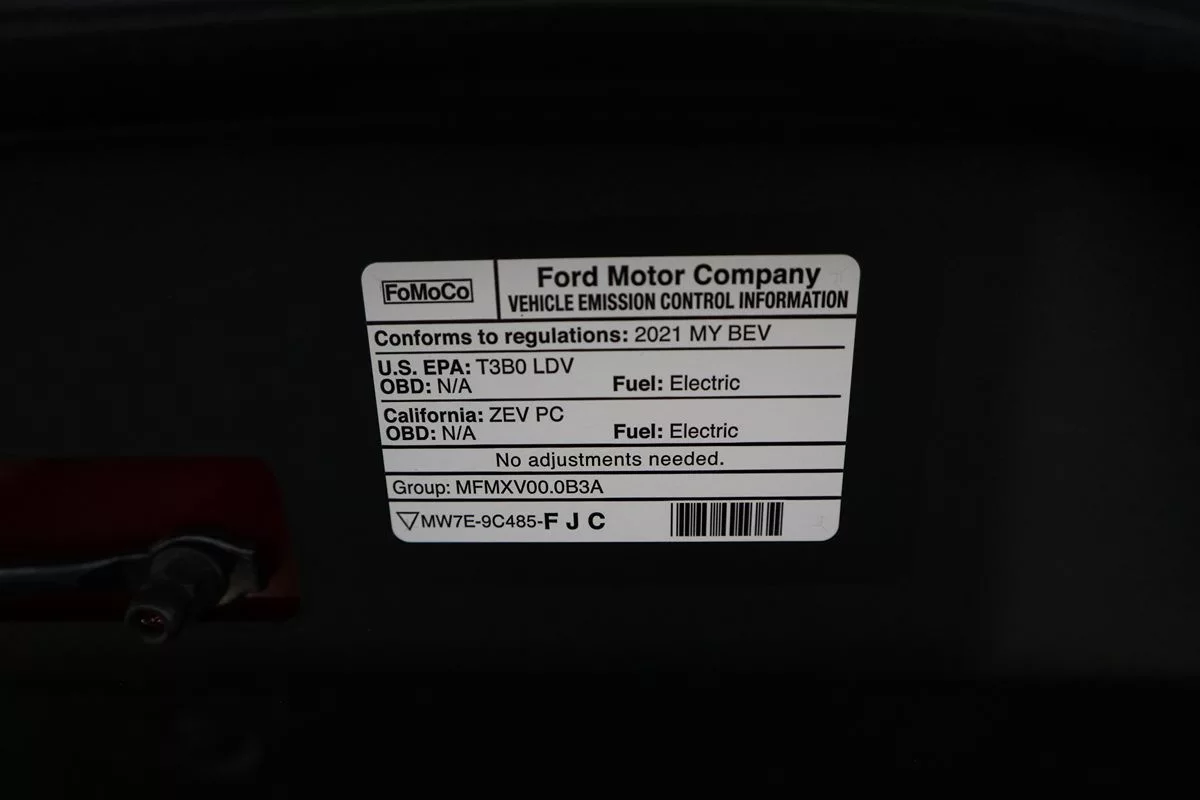 FoMoCo
Ford Motor Company
VEHICLE EMISSION CONTROL INFORMATION
Conforms to regulations: 2021 MY BEV
U.S. EPA: T3B0 LDV
OBD: N/A Fuel: Electric
California: ZEV PC
OBD: N/A Fuel: Electric
No adjustments needed.
Group: MFMXV00.0B3A
MW7E-9C485-F J C